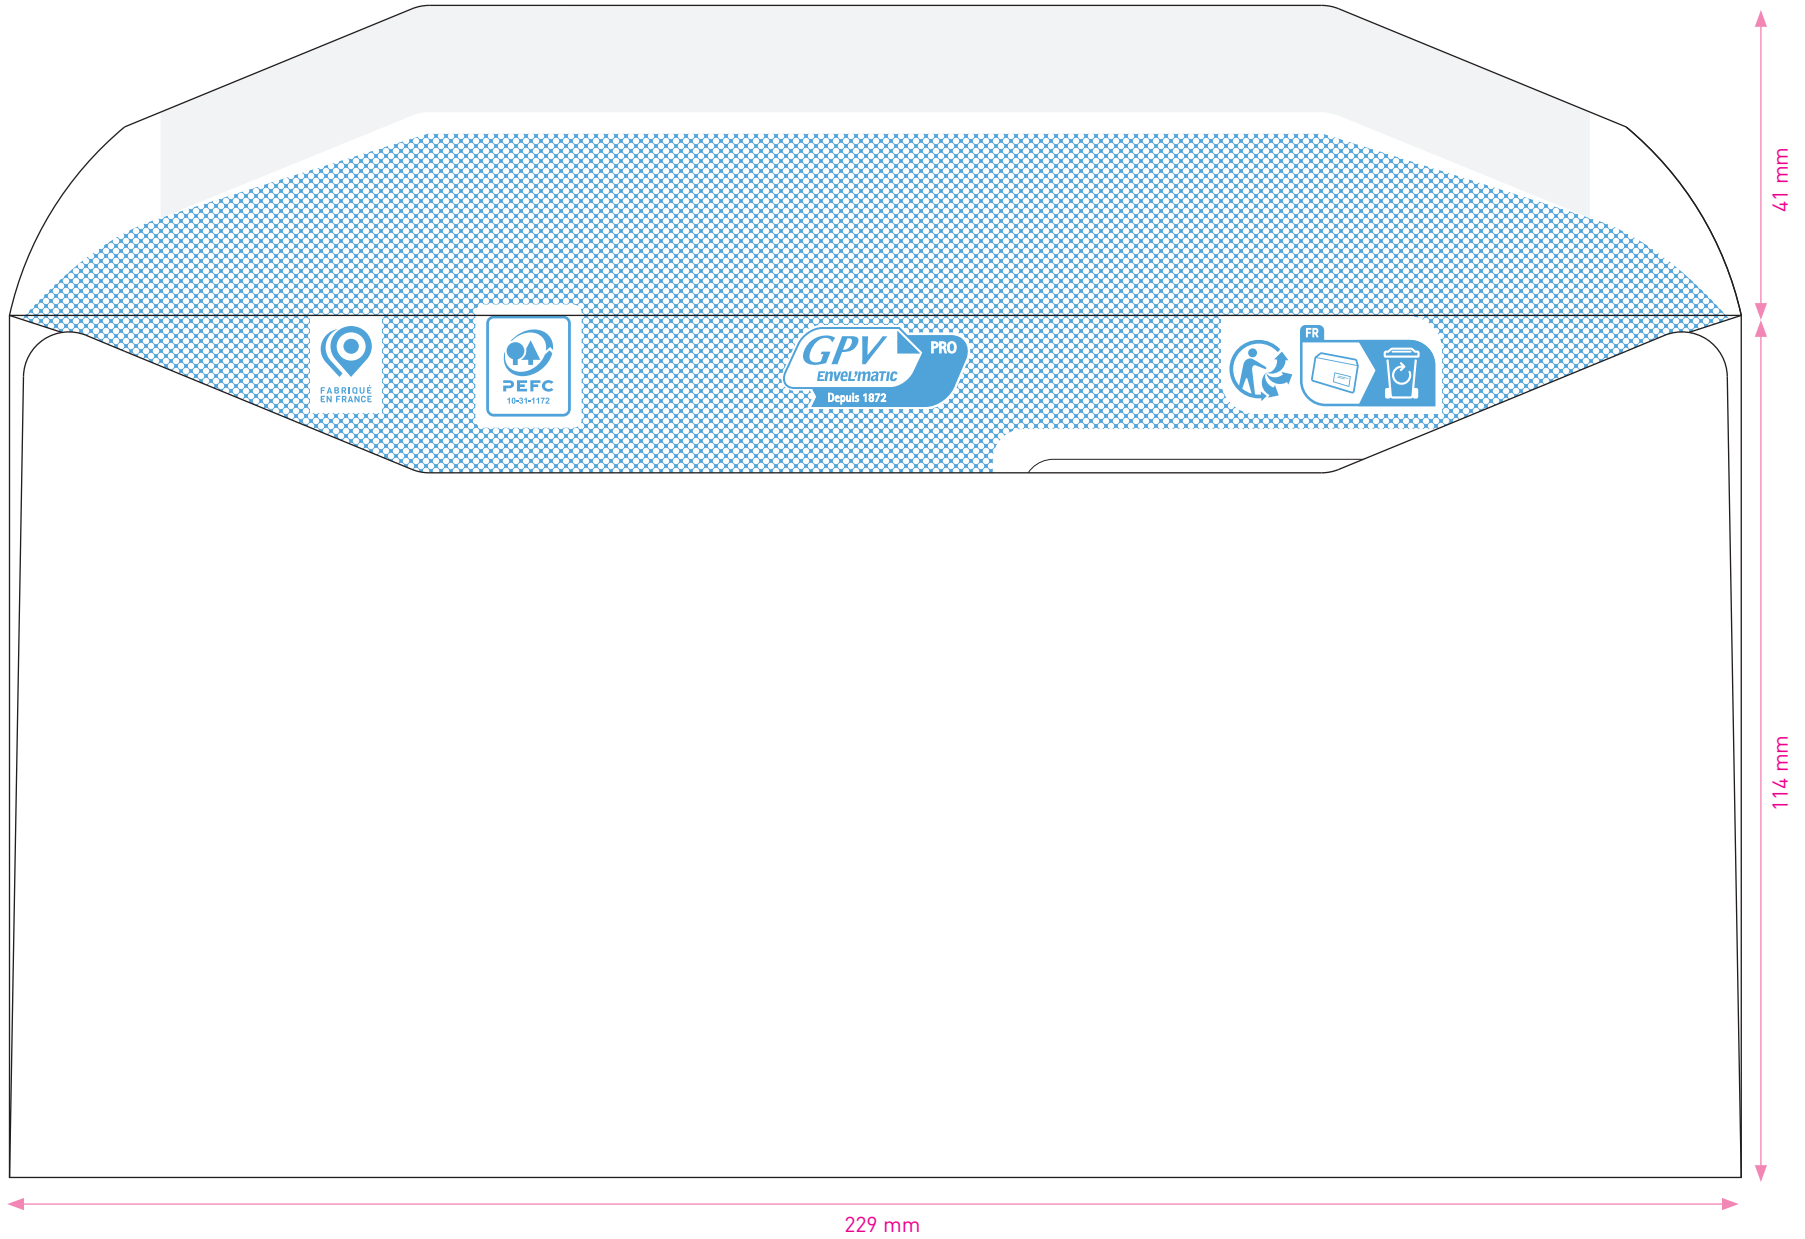 41 mm
FABRIQUÉ
EN FRANCE
PEFC
10-31-1172
GPV
ENVEL'MATIC
PRO
Depuis 1872
FR
114 mm
229 mm